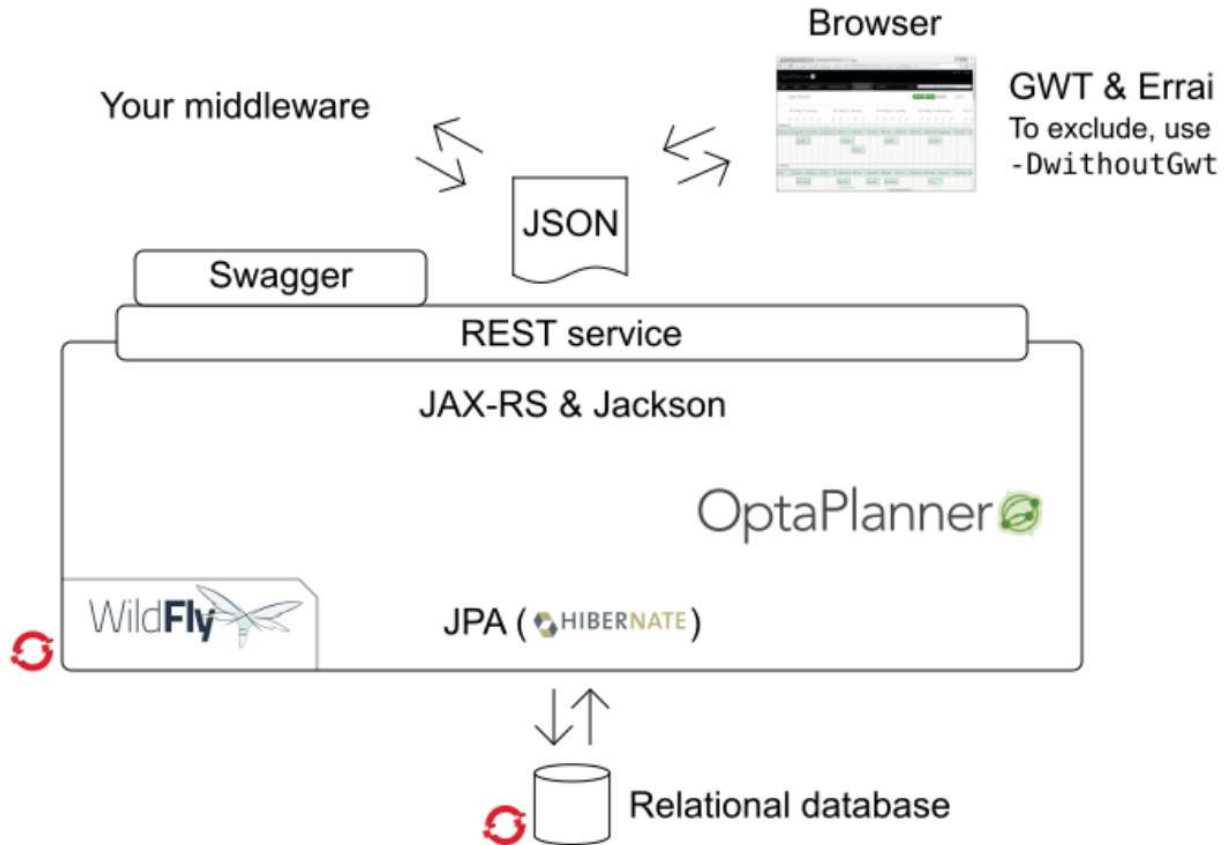 Browser
GWT & Errai
To exclude, use
-DwithoutGwt
Your middleware
JSON
Swagger
REST service
JAX-RS & Jackson
OptaPlanner
WildFly
JPA ( HIBERNATE )
Relational database